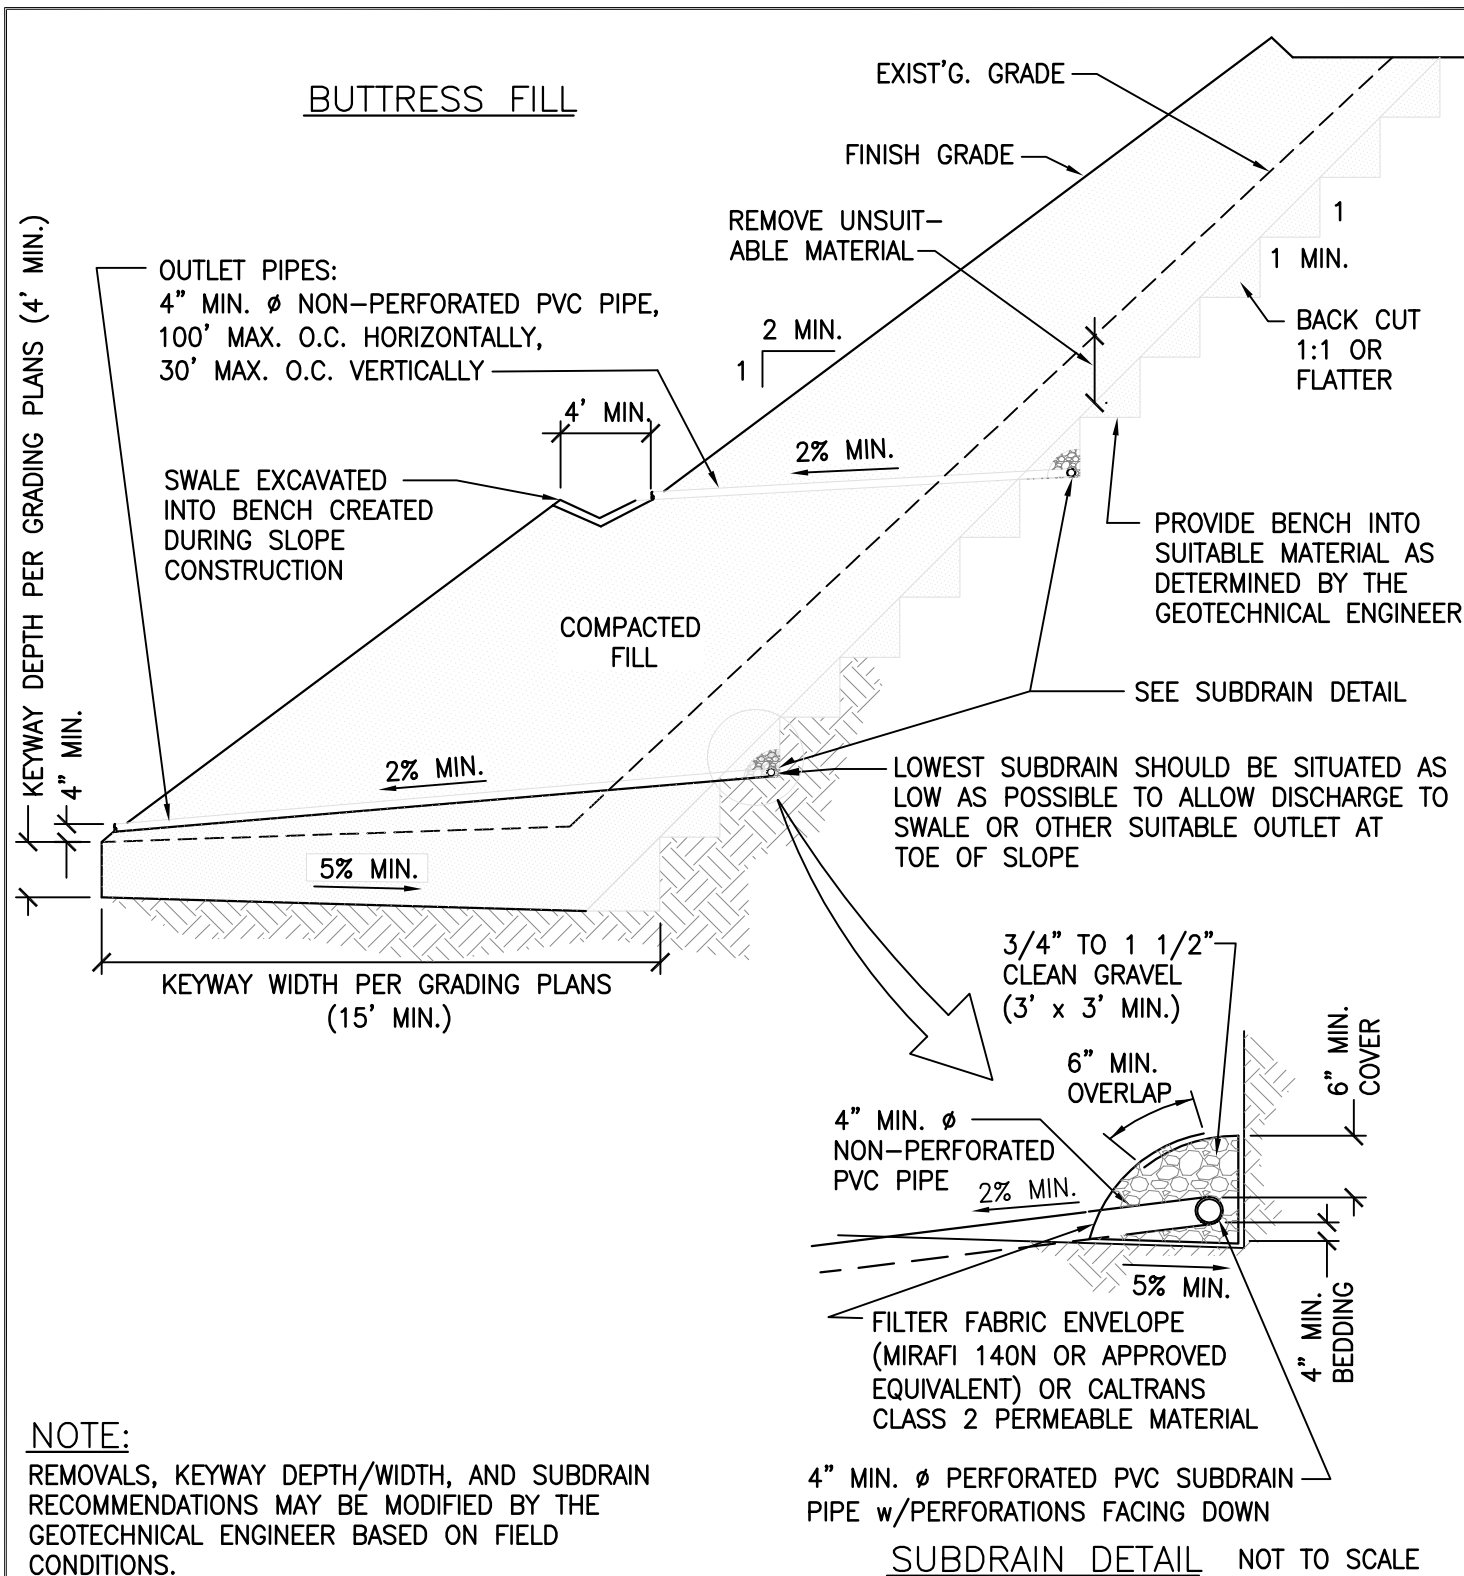 BUTTRESS FILL
EXIST'G. GRADE
FINISH GRADE
REMOVE UNSUIT-
ABLE MATERIAL
1
1 MIN.
BACK CUT
1:1 OR
FLATTER
OUTLET PIPES:
4" MIN. ø NON-PERFORATED PVC PIPE,
100' MAX. O.C. HORIZONTALLY,
30' MAX. O.C. VERTICALLY
2 MIN.
1
4' MIN.
2% MIN.
SWALE EXCAVATED
INTO BENCH CREATED
DURING SLOPE
CONSTRUCTION
PROVIDE BENCH INTO
SUITABLE MATERIAL AS
DETERMINED BY THE
GEOTECHNICAL ENGINEER
COMPACTED
FILL
SEE SUBDRAIN DETAIL
KEYWAY DEPTH PER GRADING PLANS (4' MIN.)
4" MIN.
2% MIN.
LOWEST SUBDRAIN SHOULD BE SITUATED AS
LOW AS POSSIBLE TO ALLOW DISCHARGE TO
SWALE OR OTHER SUITABLE OUTLET AT
TOE OF SLOPE
5% MIN.
KEYWAY WIDTH PER GRADING PLANS
(15' MIN.)
3/4" TO 1 1/2"
CLEAN GRAVEL
(3' x 3' MIN.)
6" MIN.
OVERLAP
6" MIN.
COVER
4" MIN. ø
NON-PERFORATED
PVC PIPE
2% MIN.
5% MIN.
4" MIN.
BEDDING
FILTER FABRIC ENVELOPE
(MIRAFI 140N OR APPROVED
EQUIVALENT) OR CALTRANS
CLASS 2 PERMEABLE MATERIAL
4" MIN. ø PERFORATED PVC SUBDRAIN
PIPE w/PERFORATIONS FACING DOWN
SUBDRAIN DETAIL NOT TO SCALE
NOTE:
REMOVALS, KEYWAY DEPTH/WIDTH, AND SUBDRAIN
RECOMMENDATIONS MAY BE MODIFIED BY THE
GEOTECHNICAL ENGINEER BASED ON FIELD
CONDITIONS.